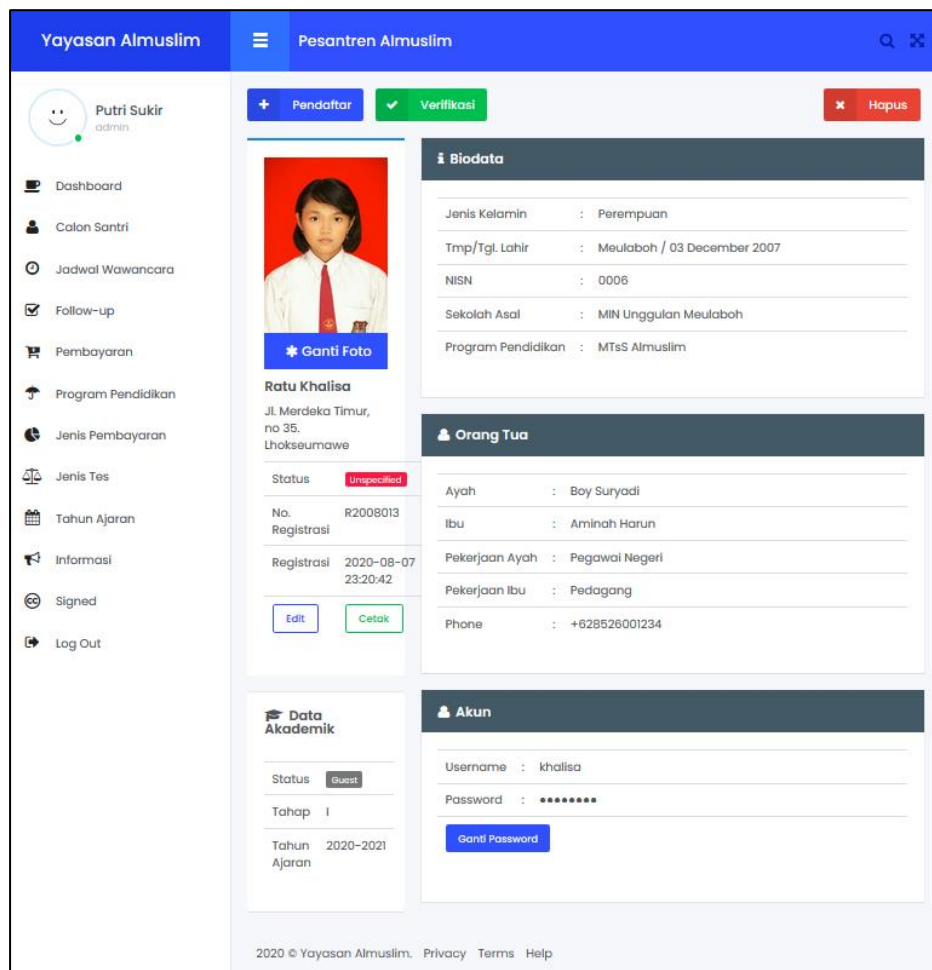 Yayasan Almuslim
Pesantren Almuslim
Putri Sukir
admin
Dashboard
Calon Santri
Jadwal Wawancara
Follow-up
Pembayaran
Program Pendidikan
Jenis Pembayaran
Jenis Tes
Tahun Ajaran
Informasi
Signed
Log Out
Pendaftar
Verifikasi
Hapus
Ganti Foto
Ratu Khalisa
Jl. Merdeka Timur,
no 35.
Lhokseumawe
Status Unspecified
No. R2008013
Registrasi
Registrasi 2020-08-07
23:20:42
Edit Cetak
Data
Akademik
Status Guest
Tahap I
Tahun 2020-2021
Ajaran
Biodata
Jenis Kelamin : Perempuan
Tmp/Tgl. Lahir : Meulaboh / 03 December 2007
NISN : 0006
Sekolah Asal : MIN Unggulan Meulaboh
Program Pendidikan : MTsS Almuslim
Orang Tua
Ayah : Boy Suryadi
Ibu : Aminah Harun
Pekerjaan Ayah : Pegawai Negeri
Pekerjaan Ibu : Pedagang
Phone : +628526001234
Akun
Username : khalisa
Password : ●●●●●●●●
Ganti Password
2020 © Yayasan Almuslim. Privacy Terms Help